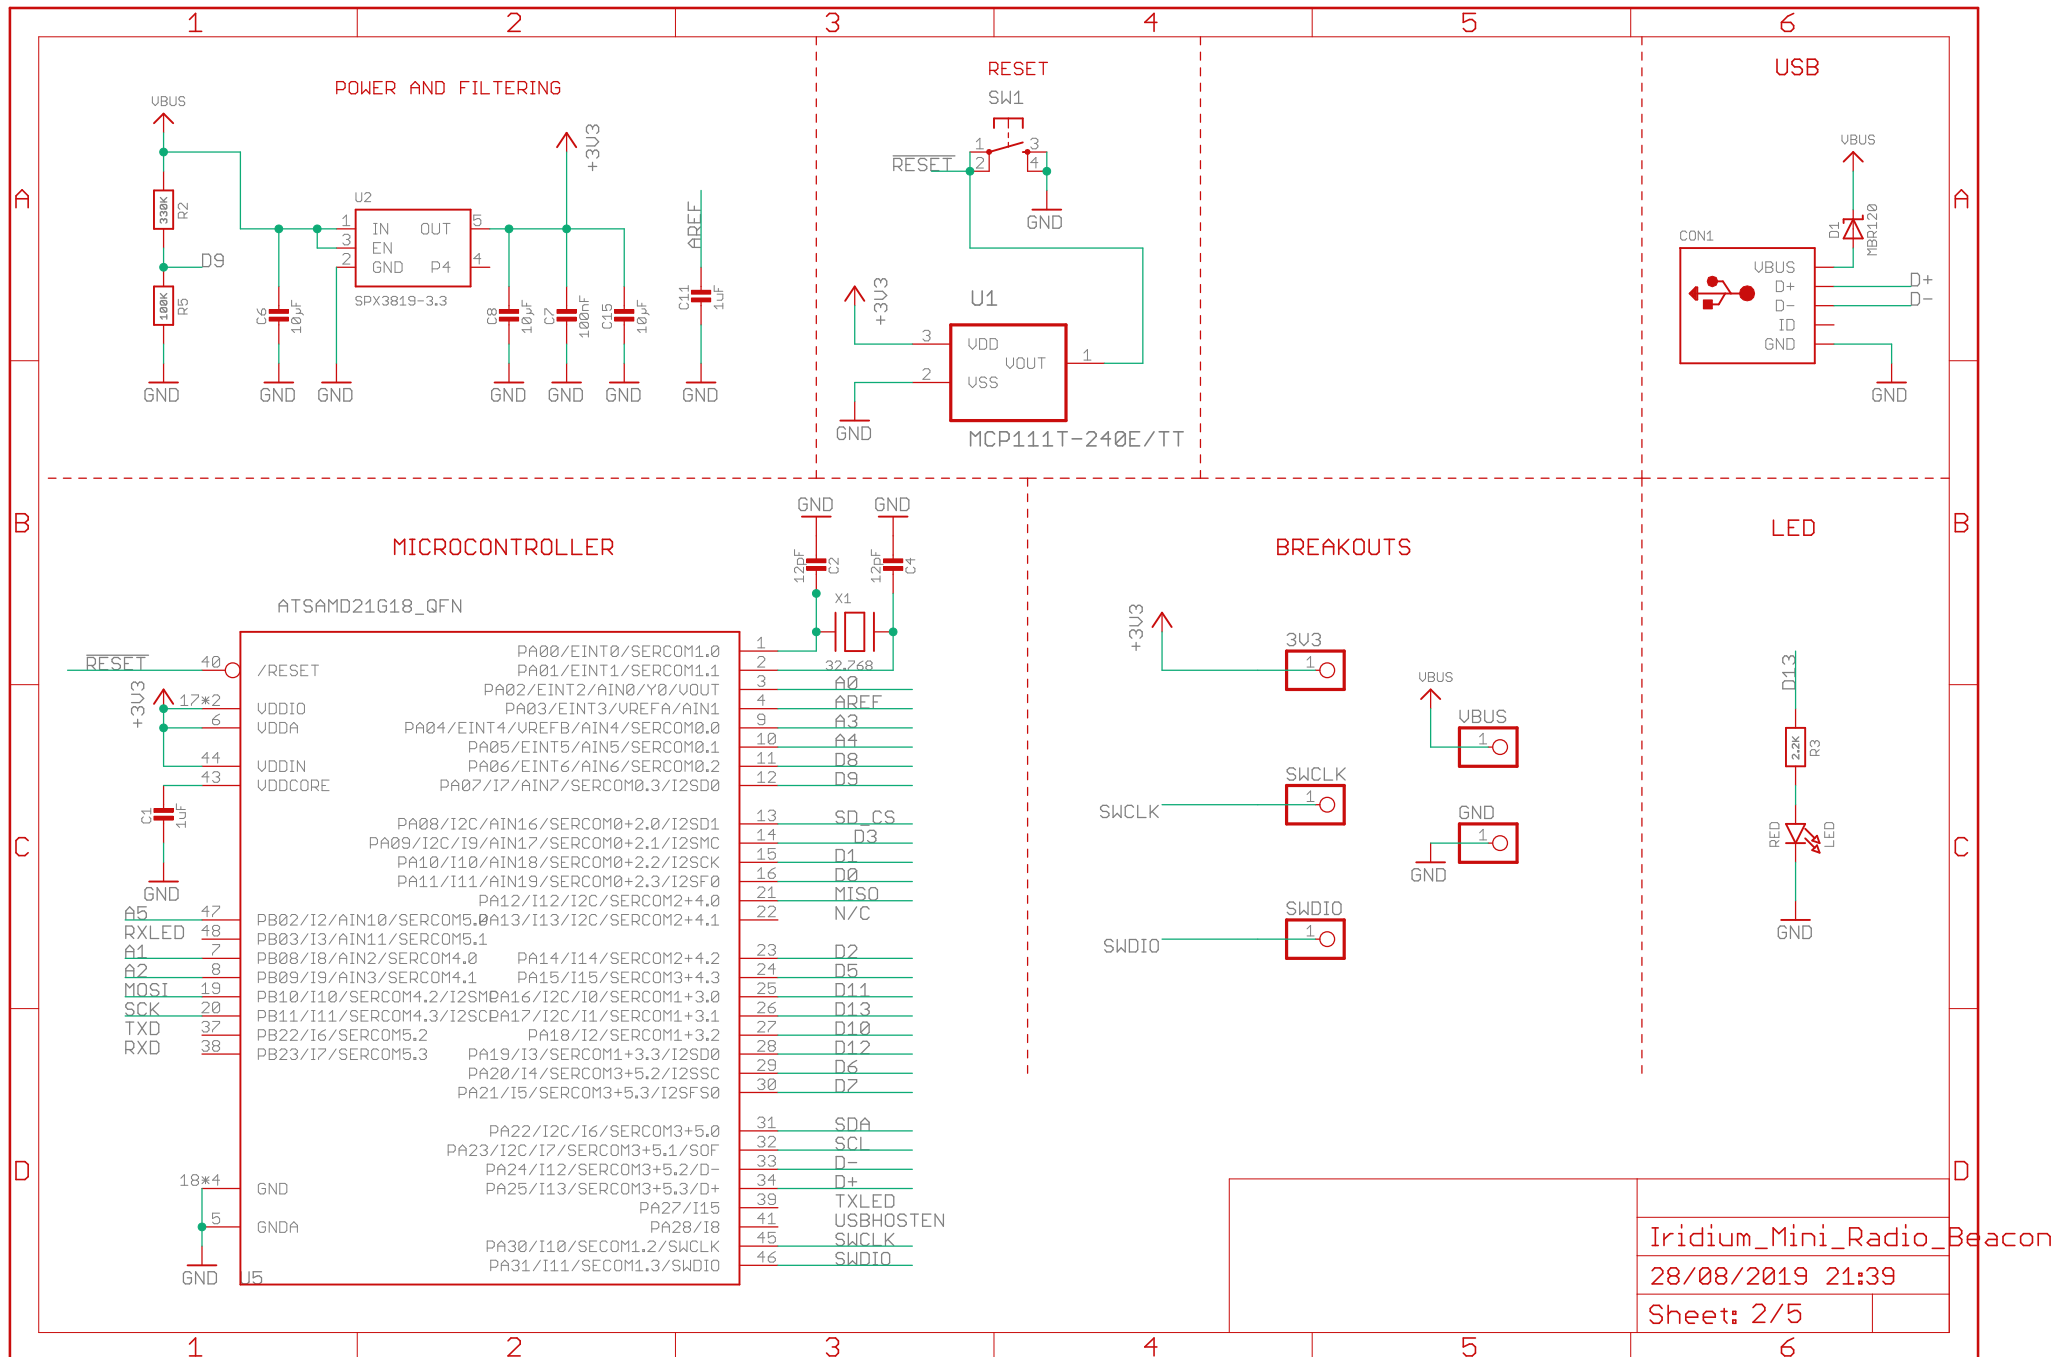 1 2 3 4 5 6
POWER AND FILTERING
VBUS
330K
R2
D9
100K
R5
GND
C6
10µF
GND
U2
1 IN OUT 5
3 EN
2 GND P4 4
SPX3819-3.3
GND
+3V3
C8
10µF
GND
C7
100nF
GND
C15
10µF
GND
AREF
C11
1uF
GND
RESET
SW1
1 3
2 4
RESET
GND
+3V3
U1
3 VDD
VOUT 1
2 VSS
GND
MCP111T-240E/TT
USB
VBUS
D1
MBR120
CON1
VBUS
D+ D+
D- D-
ID
GND
GND
A A
B B
C C
D D
MICROCONTROLLER
GND GND
12pF
C2
12pF
C4
X1
32.768
ATSAMD21G18_QFN
RESET 40 /RESET
+3V3
17*2 VDDIO
6 VDDA
44 VDDIN
43 VDDCORE
C1
1uF
GND
A5 47 PB02/I2/AIN10/SERCOM5.0
RXLED 48 PB03/I3/AIN11/SERCOM5.1
A1 7 PB08/I8/AIN2/SERCOM4.0
A2 8 PB09/I9/AIN3/SERCOM4.1
MOSI 19 PB10/I10/SERCOM4.2/I2SM
SCK 20 PB11/I11/SERCOM4.3/I2SC
TXD 37 PB22/I6/SERCOM5.2
RXD 38 PB23/I7/SERCOM5.3
18*4 GND
5 GNDA
GND
U5
PA00/EINT0/SERCOM1.0 1
PA01/EINT1/SERCOM1.1 2
PA02/EINT2/AIN0/Y0/VOUT 3 A0
PA03/EINT3/VREFA/AIN1 4 AREF
PA04/EINT4/VREFB/AIN4/SERCOM0.0 9 A3
PA05/EINT5/AIN5/SERCOM0.1 10 A4
PA06/EINT6/AIN6/SERCOM0.2 11 D8
PA07/I7/AIN7/SERCOM0.3/I2SD0 12 D9
PA08/I2C/AIN16/SERCOM0+2.0/I2SD1 13 SD_CS
PA09/I2C/I9/AIN17/SERCOM0+2.1/I2SMC 14 D3
PA10/I10/AIN18/SERCOM0+2.2/I2SCK 15 D1
PA11/I11/AIN19/SERCOM0+2.3/I2SF0 16 D0
PA12/I12/I2C/SERCOM2+4.0 21 MISO
PA13/I13/I2C/SERCOM2+4.1 22 N/C
PA14/I14/SERCOM2+4.2 23 D2
PA15/I15/SERCOM3+4.3 24 D5
PA16/I2C/I0/SERCOM1+3.0 25 D11
PA17/I2C/I1/SERCOM1+3.1 26 D13
PA18/I2/SERCOM1+3.2 27 D10
PA19/I3/SERCOM1+3.3/I2SD0 28 D12
PA20/I4/SERCOM3+5.2/I2SSC 29 D6
PA21/I5/SERCOM3+5.3/I2SFS0 30 D7
PA22/I2C/I6/SERCOM3+5.0 31 SDA
PA23/I2C/I7/SERCOM3+5.1/SOF 32 SCL
PA24/I12/SERCOM3+5.2/D- 33 D-
PA25/I13/SERCOM3+5.3/D+ 34 D+
PA27/I15 39 TXLED
PA28/I8 41 USBHOSTEN
PA30/I10/SECOM1.2/SWCLK 45 SWCLK
PA31/I11/SECOM1.3/SWDIO 46 SWDIO
BREAKOUTS
+3V3
3V3
1
SWCLK
SWCLK
1
SWDIO
SWDIO
1
VBUS
VBUS
1
GND
1
GND
LED
D13
2.2K
R3
RED
LED
GND
Iridium_Mini_Radio_Beacon
28/08/2019 21:39
Sheet: 2/5
1 2 3 4 5 6